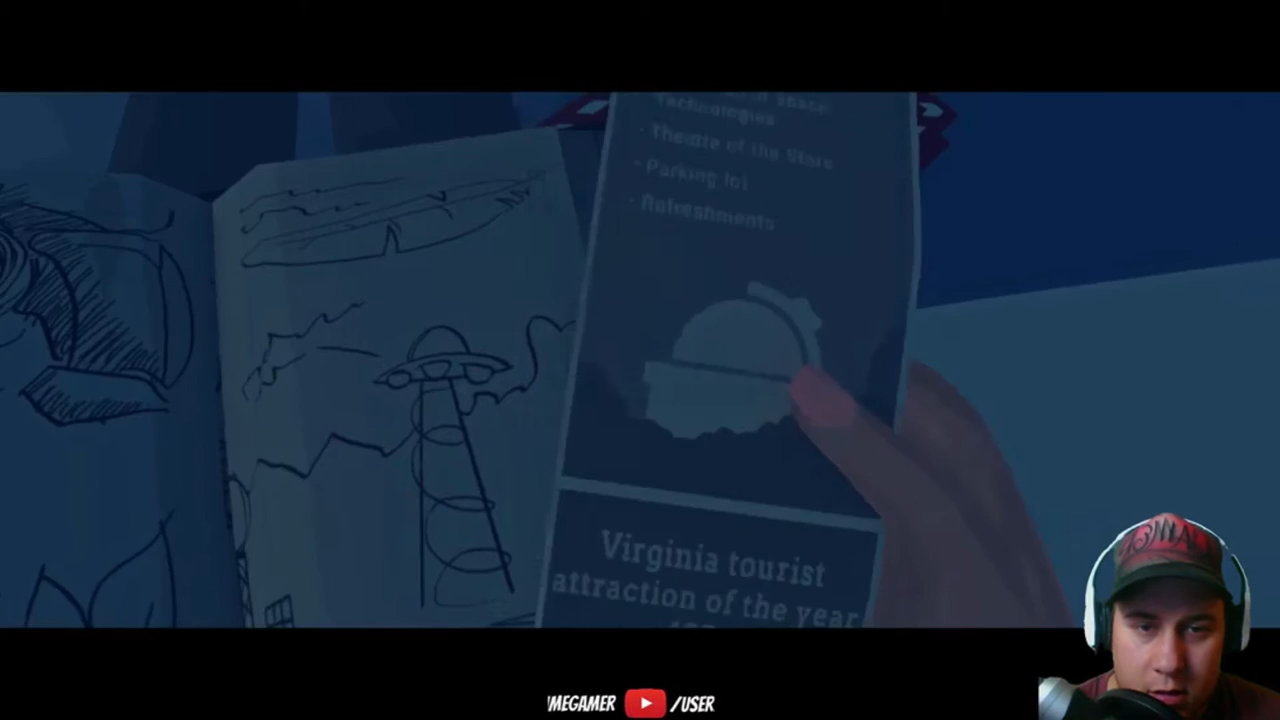 Technologies
· Theatre of the Stars
· Parking lot
· Refreshments
Virginia tourist
attraction of the year
MEGAMER /USER